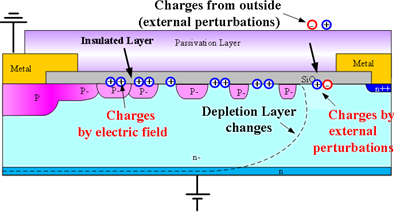 Charges from outside
(external perturbations)
- +
Insulated Layer
Passivation Layer
Metal
Metal
SiO
+ + + + + + + + + + -
P
P-
P-
P-
P-
P-
n++
Charges
by electric field
Depletion Layer
changes
Charges by
external
perturbations
n-
n